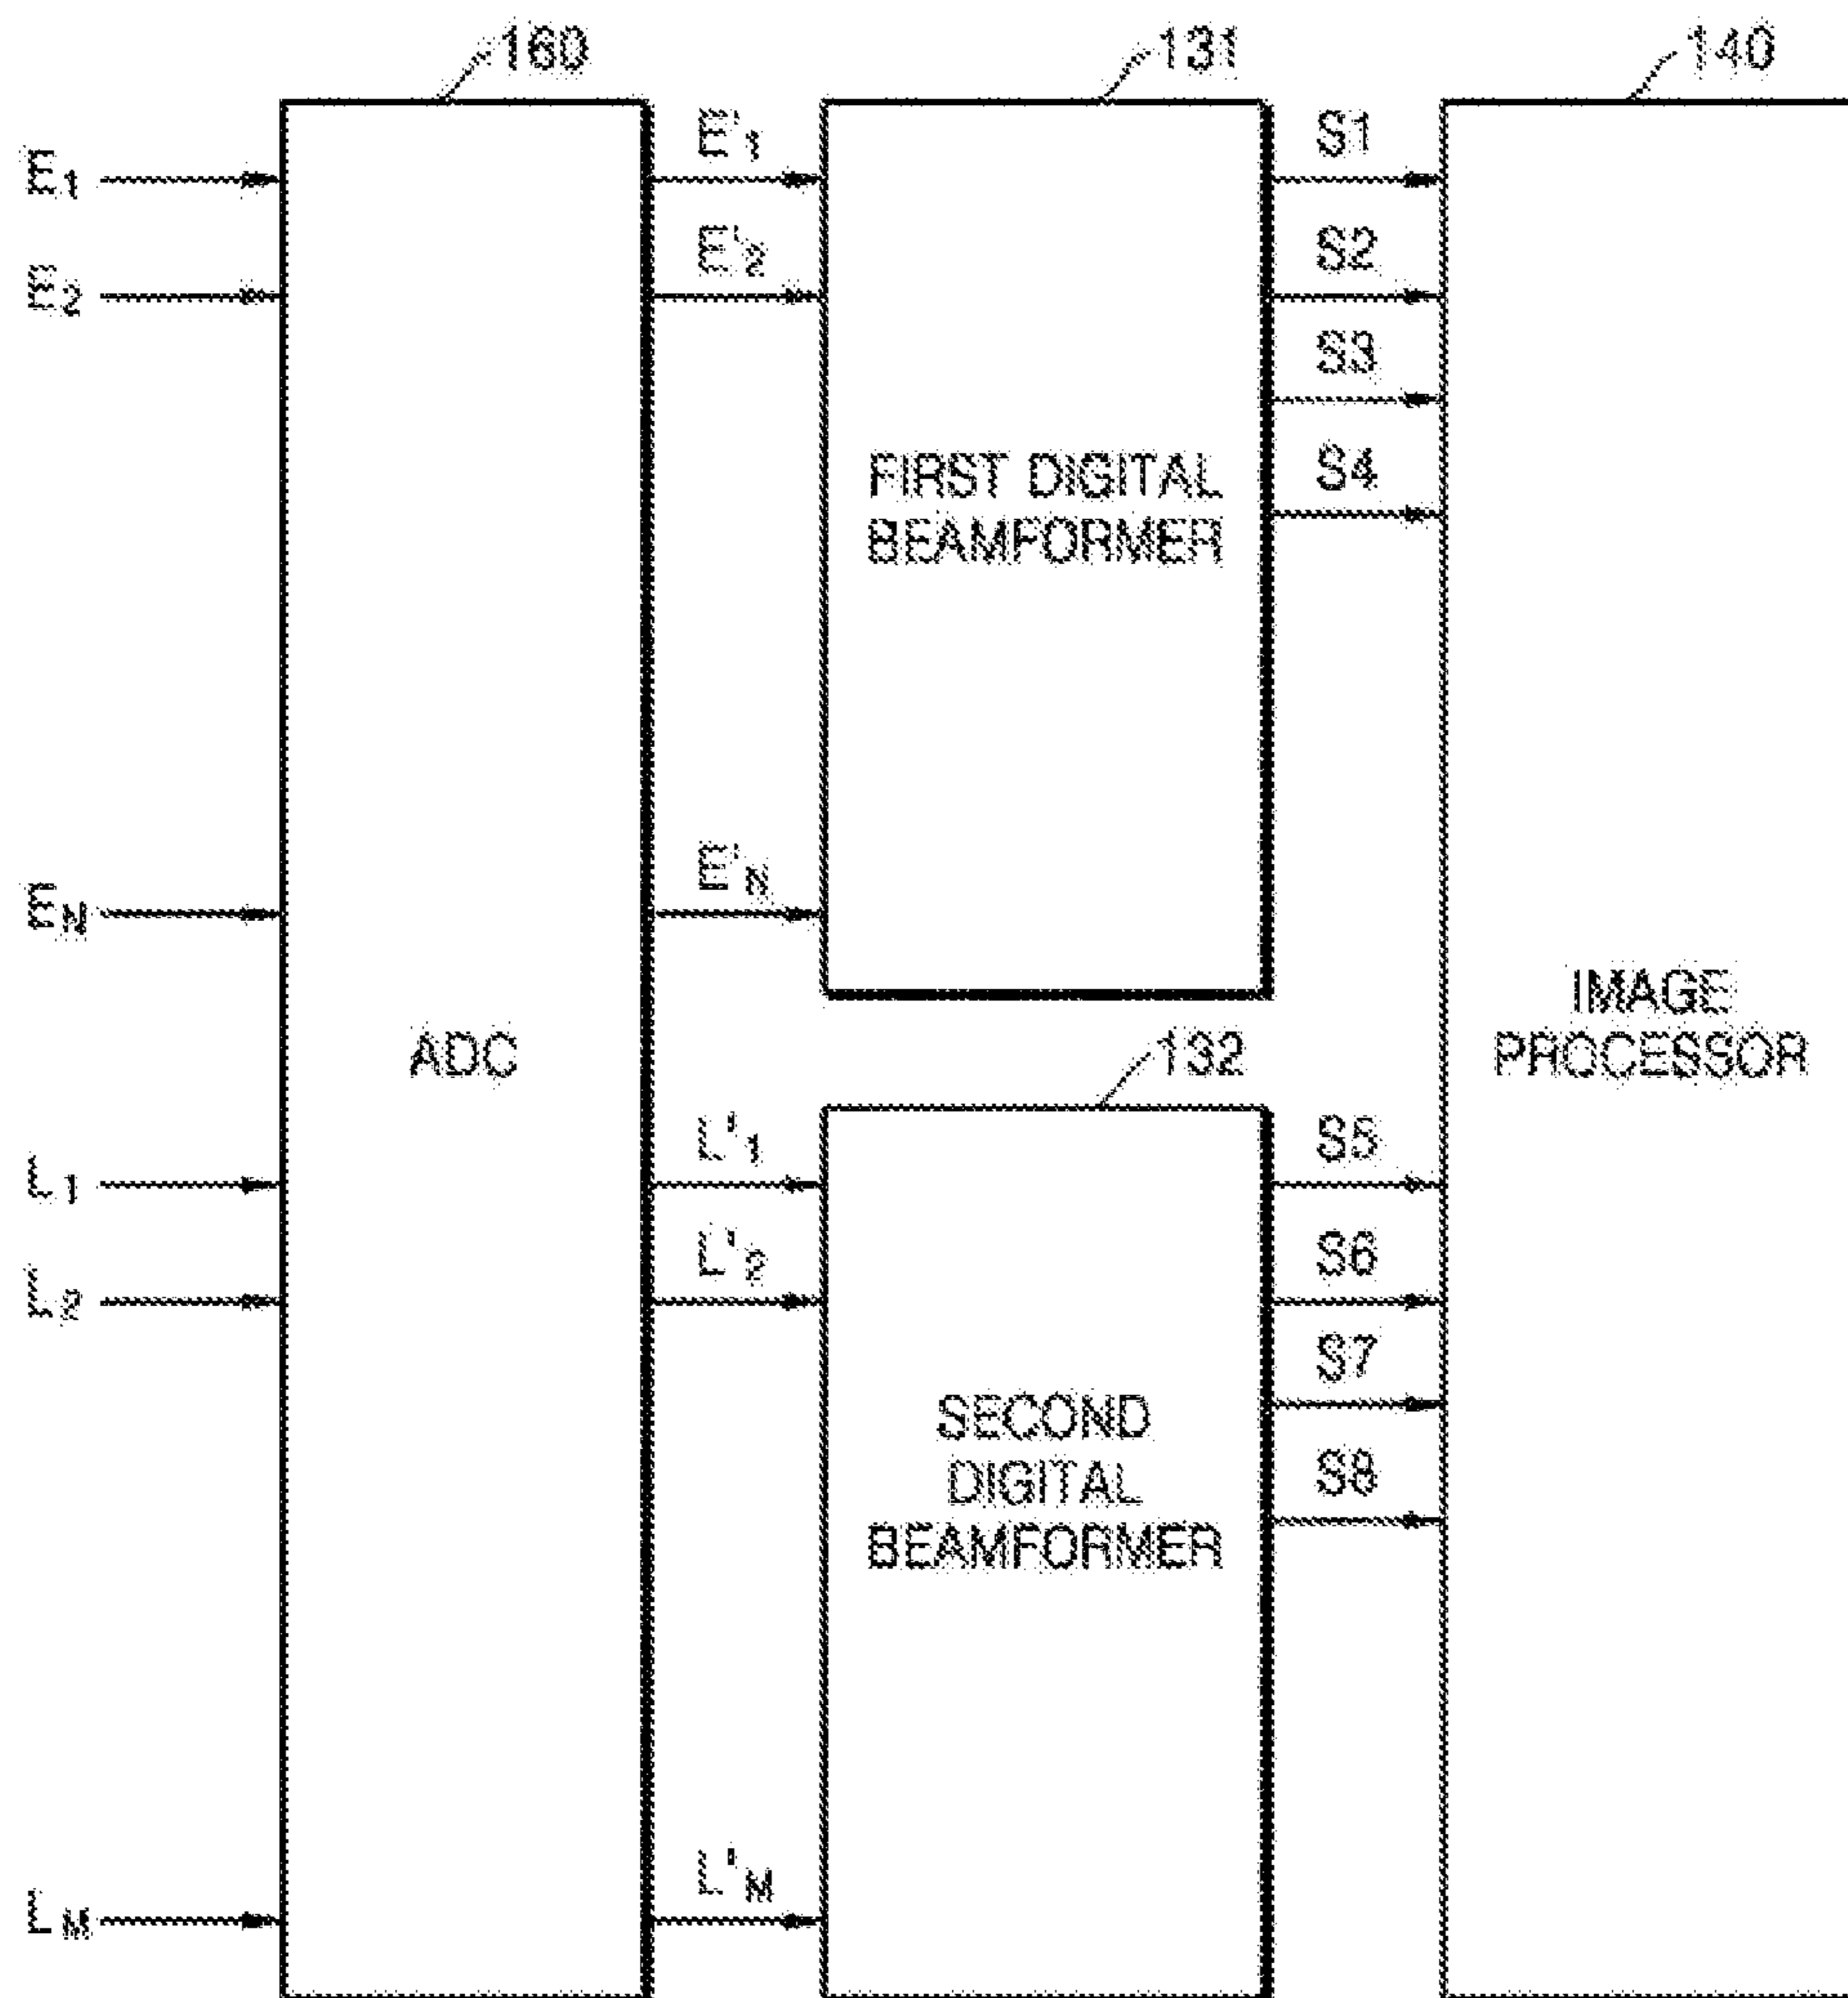 160
131
140
E1
E2
EN
L1
L2
LM
ADC
E'1
E'2
E'N
L'1
L'2
L'M
FIRST DIGITAL
BEAMFORMER
132
SECOND
DIGITAL
BEAMFORMER
S1
S2
S3
S4
S5
S6
S7
S8
IMAGE
PROCESSOR